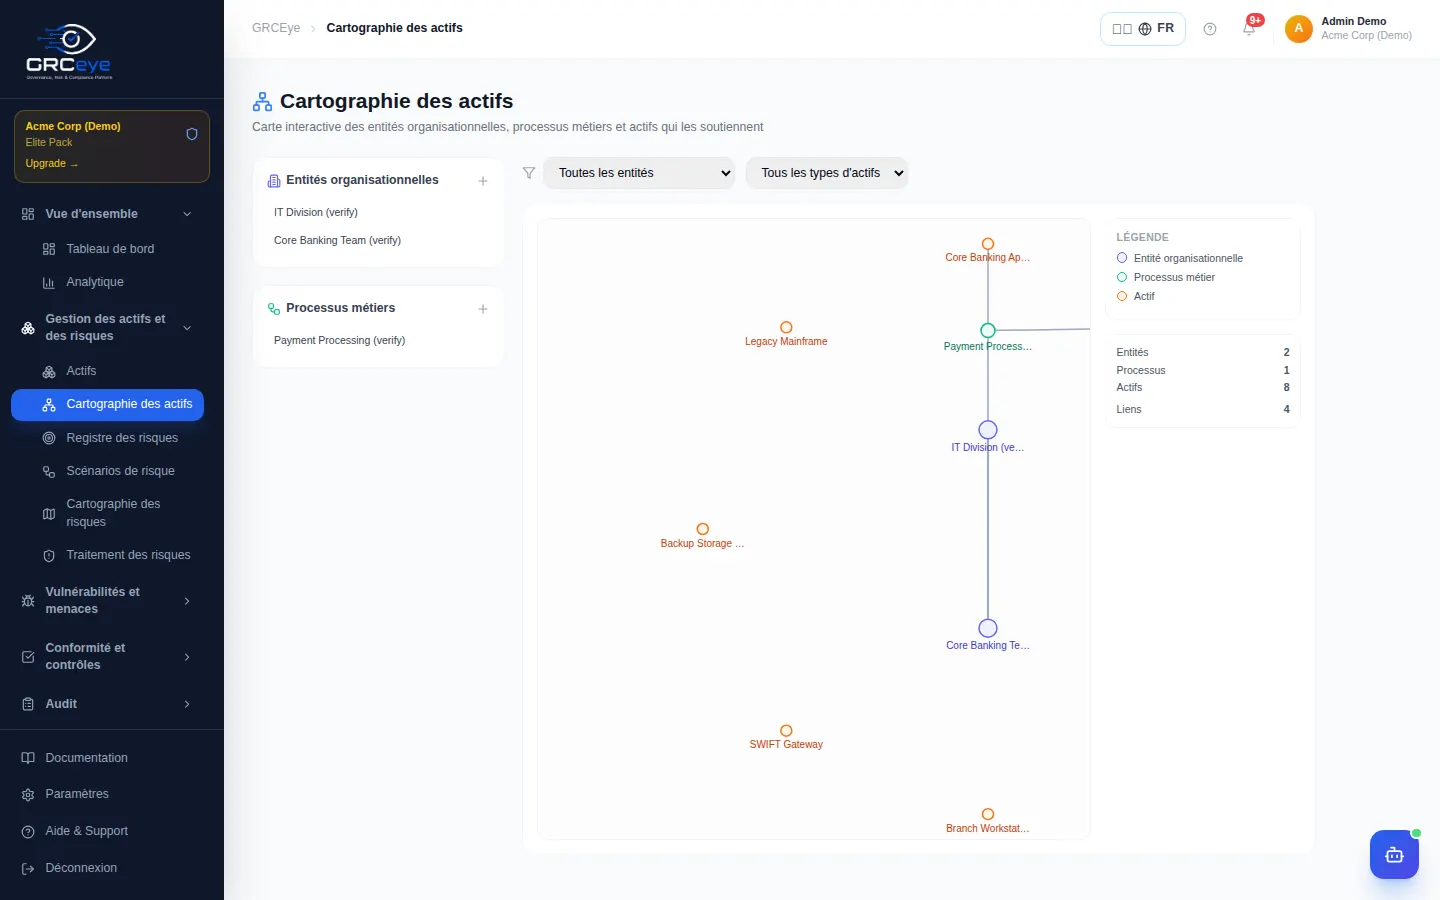 GRCeye
Governance, Risk & Compliance Platform
Acme Corp (Demo)
Elite Pack
Upgrade →
Vue d'ensemble
Tableau de bord
Analytique
Gestion des actifs et
des risques
Actifs
Cartographie des actifs
Registre des risques
Scénarios de risque
Cartographie des
risques
Traitement des risques
Vulnérabilités et
menaces
Conformité et
contrôles
Audit
Documentation
Paramètres
Aide & Support
Déconnexion
GRCEye
Cartographie des actifs
FR
9+
A
Admin Demo
Acme Corp (Demo)
Cartographie des actifs
Carte interactive des entités organisationnelles, processus métiers et actifs qui les soutiennent
Entités organisationnelles
IT Division (verify)
Core Banking Team (verify)
Processus métiers
Payment Processing (verify)
Toutes les entités
Tous les types d'actifs
Core Banking Ap…
Legacy Mainframe
Payment Process…
IT Division (ve…
Backup Storage …
Core Banking Te…
SWIFT Gateway
Branch Workstat…
LÉGENDE
Entité organisationnelle
Processus métier
Actif
Entités 2
Processus 1
Actifs 8
Liens 4